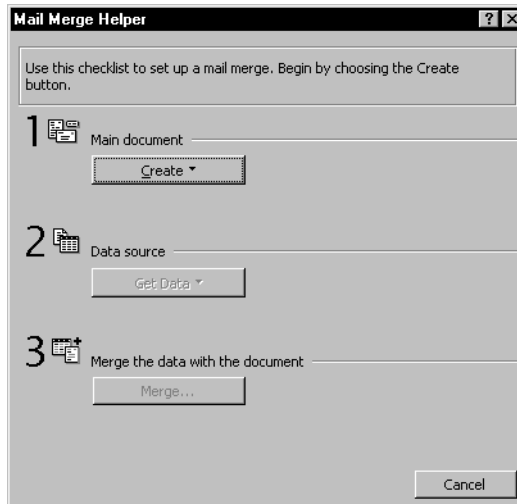 Mail Merge Helper
Use this checklist to set up a mail merge. Begin by choosing the Create
button.
1
Main document
Create
2
Data source
Get Data
3
Merge the data with the document
Merge...
Cancel